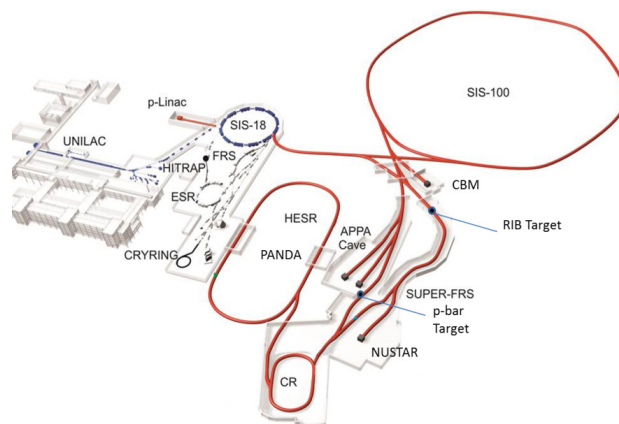 SIS-100
p-Linac
SIS-18
UNILAC
HITRAP
FRS
ESR
CRYRING
HESR
PANDA
APPA
Cave
CBM
RIB Target
SUPER-FRS
p-bar
Target
NUSTAR
CR